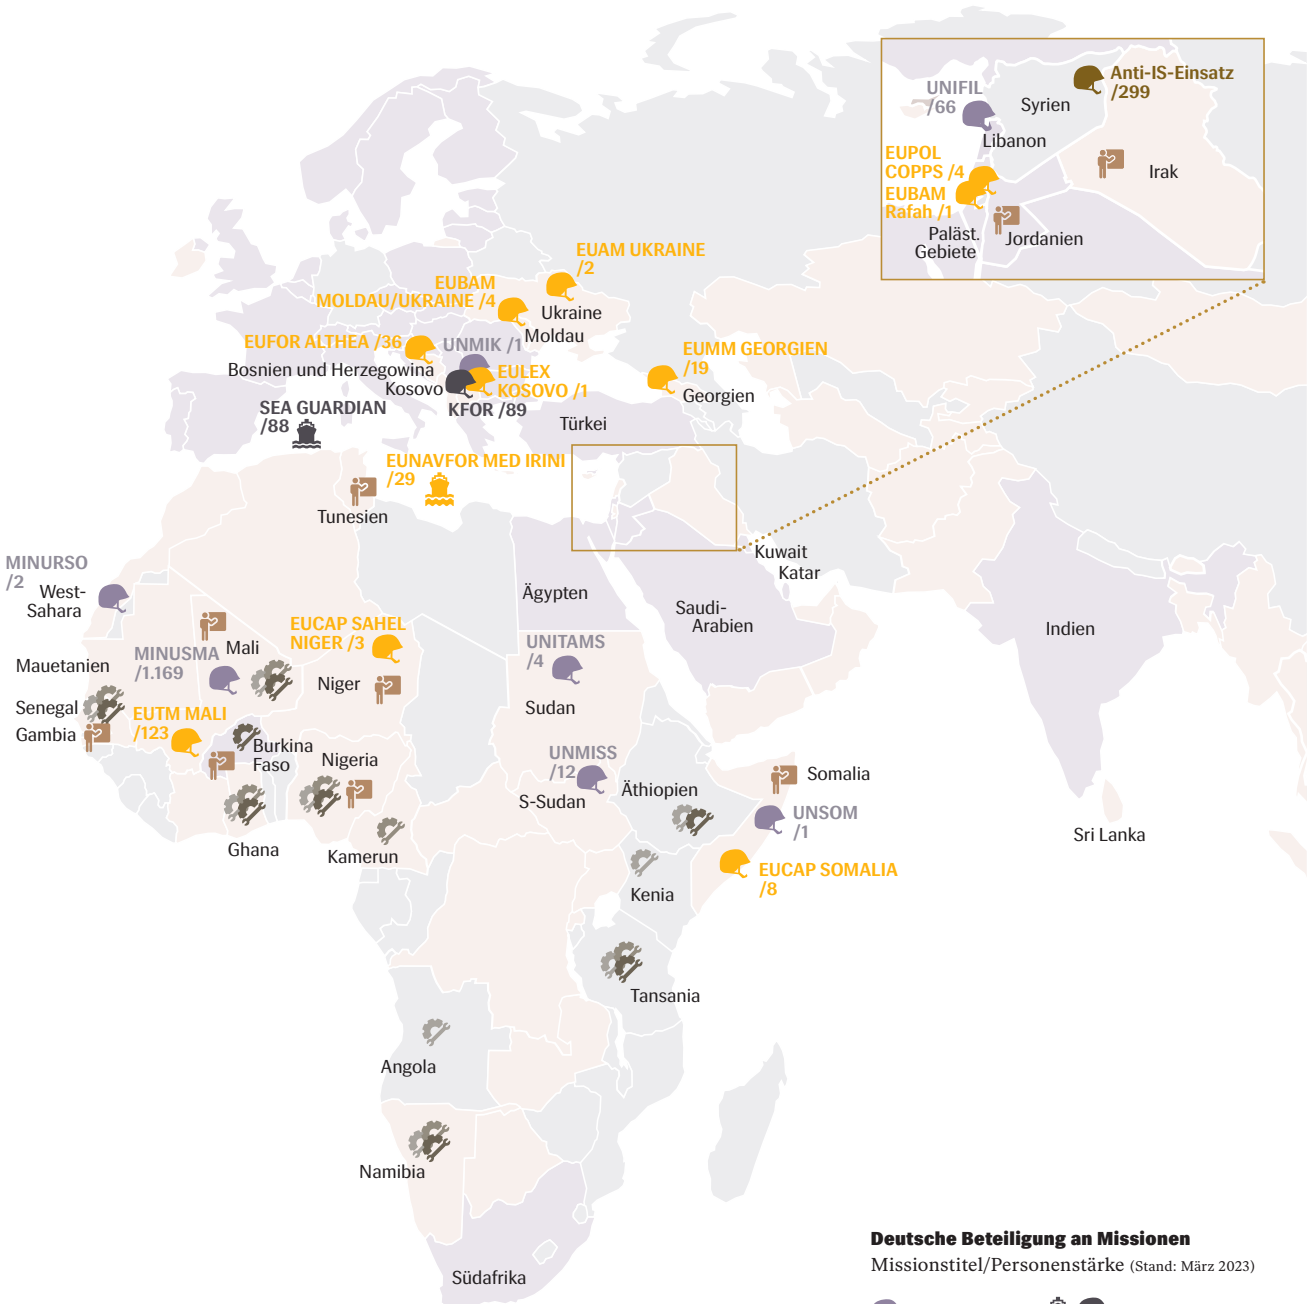 Anti-IS-Einsatz
/299
UNIFIL
/66
Syrien
Libanon
EUPOL
COPPS /4
EUBAM
Rafah /1
Irak
Paläst.
Gebiete
Jordanien
EUAM UKRAINE
/2
EUBAM
MOLDAU/UKRAINE /4
Ukraine
Moldau
EUFOR ALTHEA /36
UNMIK /1
Bosnien und Herzegowina
Kosovo
EULEX
KOSOVO /1
KFOR /89
EUMM GEORGIEN
/19
Georgien
SEA GUARDIAN
/88
Türkei
EUNAVFOR MED IRINI
/29
Tunesien
Kuwait
Katar
MINURSO
/2
West-
Sahara
Ägypten
Saudi-
Arabien
Indien
EUCAP SAHEL
NIGER /3
Mali
MINUSMA
/1.169
UNITAMS
/4
Mauetanien
Niger
Senegal
Sudan
EUTM MALI
/123
Gambia
Burkina
Faso
Nigeria
UNMISS
/12
S-Sudan
Äthiopien
Somalia
UNSOM
/1
Sri Lanka
Ghana
Kamerun
EUCAP SOMALIA
/8
Kenia
Tansania
Angola
Namibia
Südafrika
Deutsche Beteiligung an Missionen
Missionstitel/Personenstärke (Stand: März 2023)